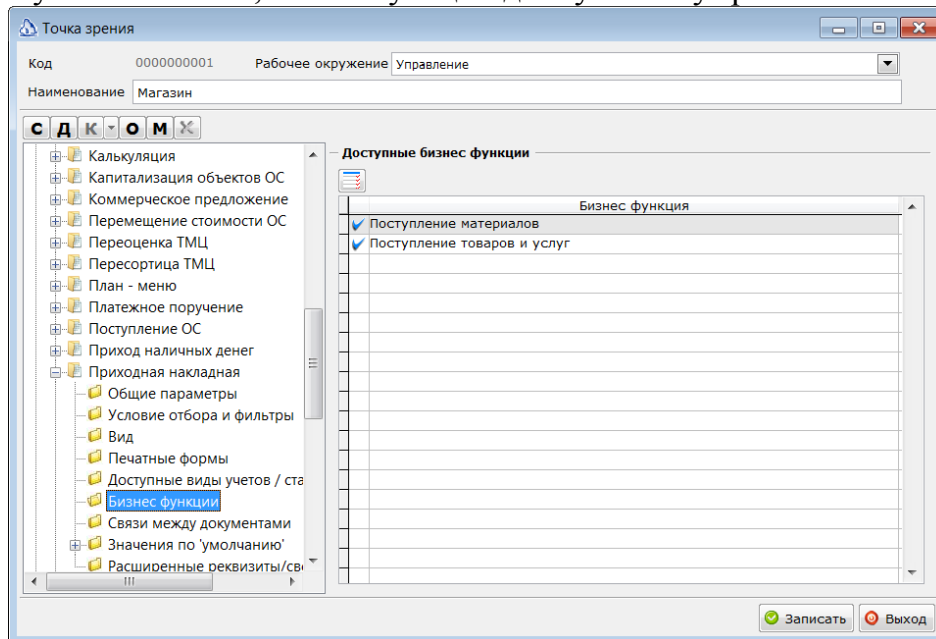 Точка зрения
Код 0000000001 Рабочее окружение Управление
Наименование Магазин
С Д К О М
Калькуляция
Капитализация объектов ОС
Коммерческое предложение
Перемещение стоимости ОС
Переоценка ТМЦ
Пересортица ТМЦ
План - меню
Платежное поручение
Поступление ОС
Приход наличных денег
Приходная накладная
Общие параметры
Условие отбора и фильтры
Вид
Печатные формы
Доступные виды учетов / ста
Бизнес функции
Связи между документами
Значения по 'умолчанию'
Расширенные реквизиты/сво
Доступные бизнес функции
Бизнес функция
Поступление материалов
Поступление товаров и услуг
Записать Выход